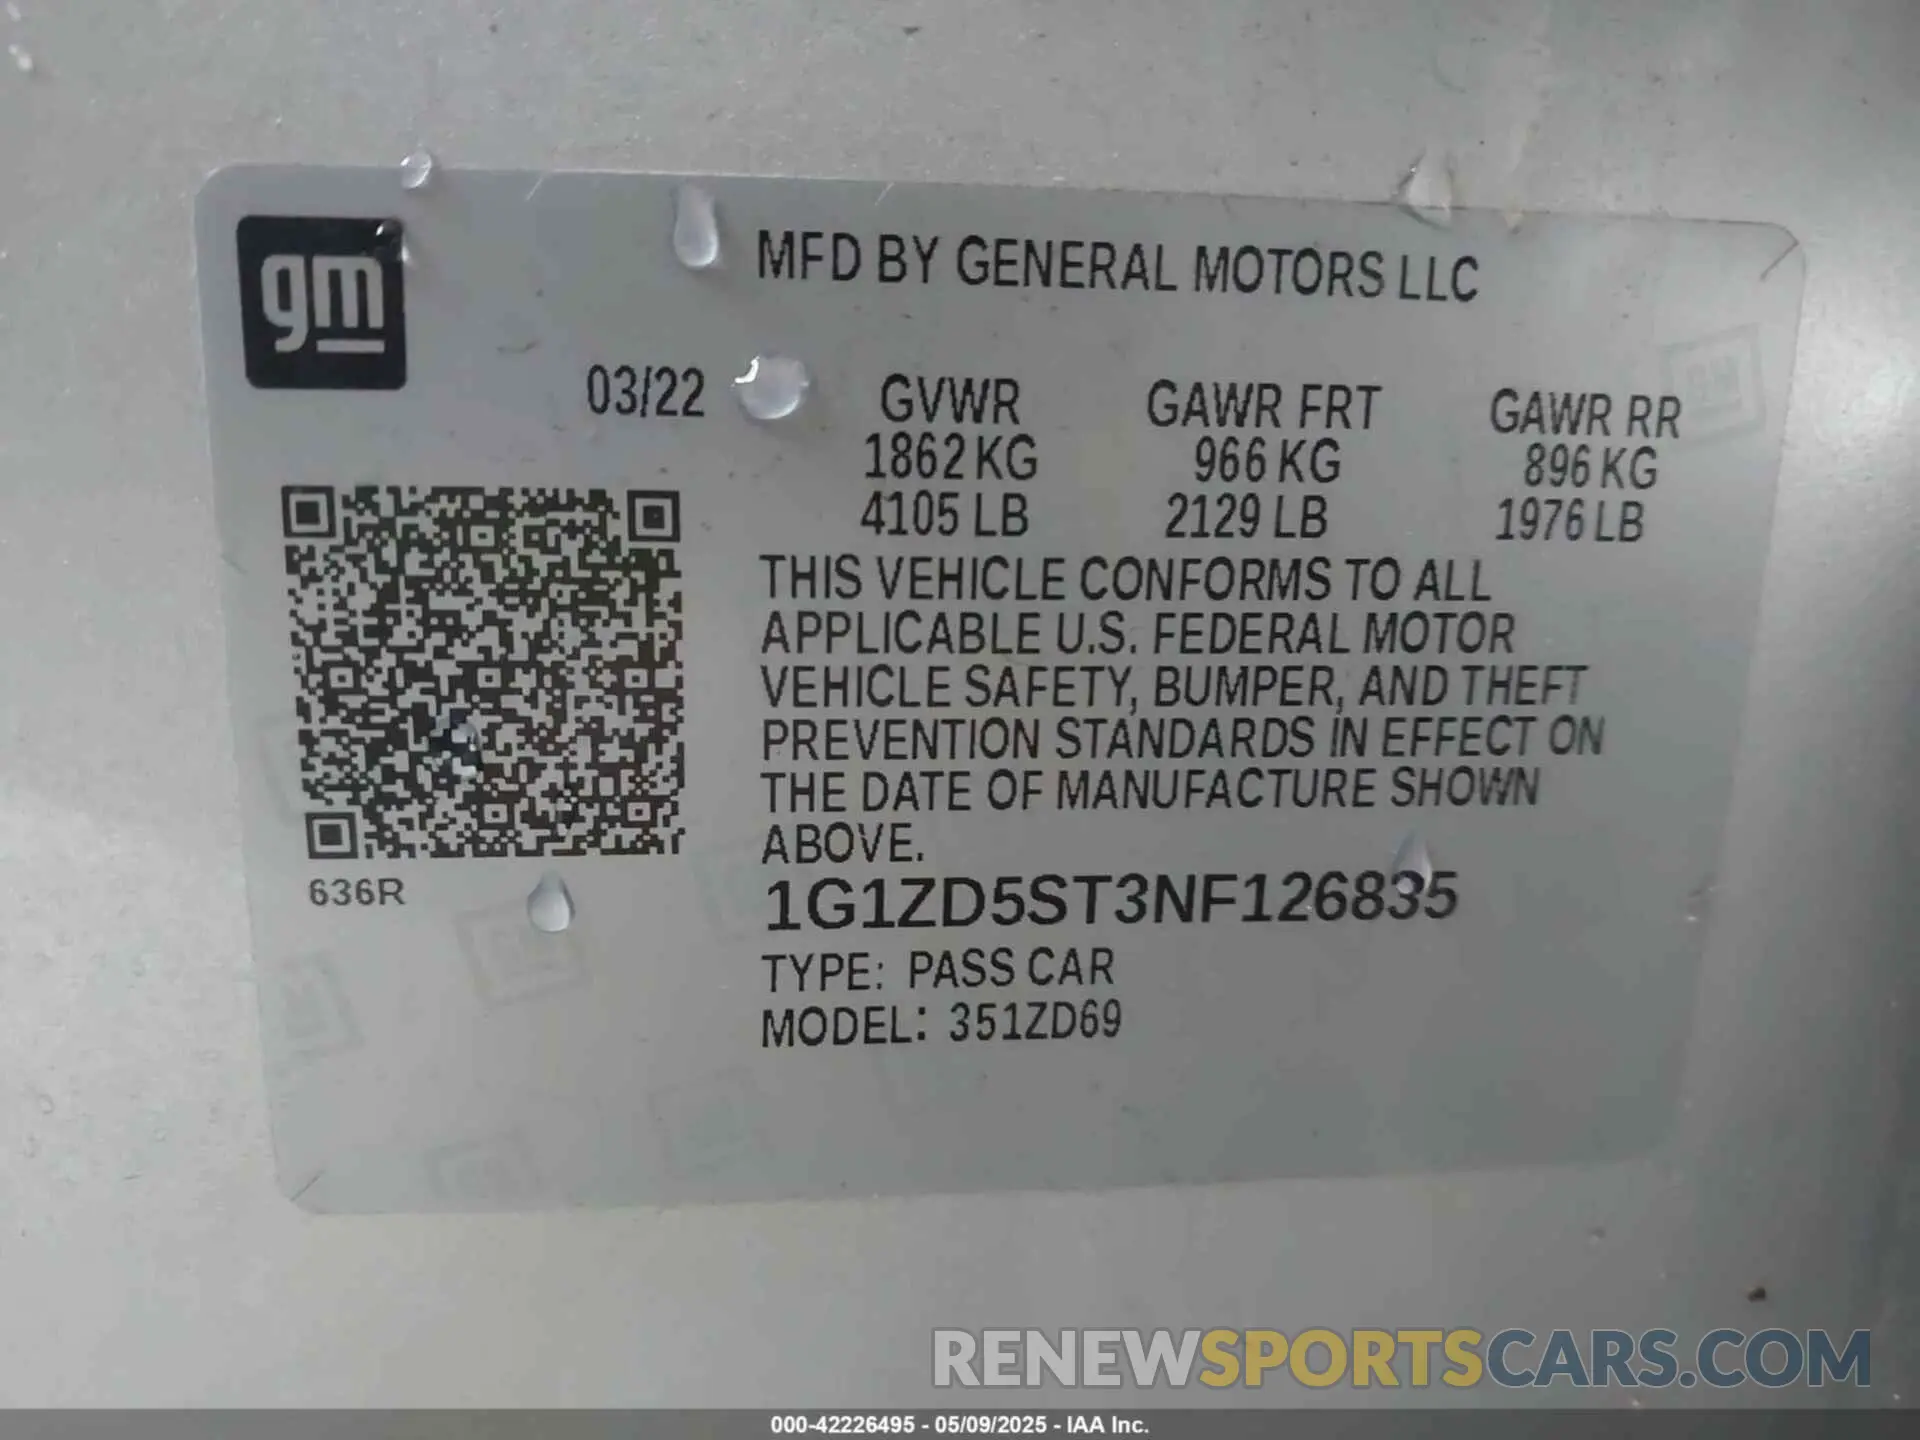 gm
MFD BY GENERAL MOTORS LLC
03/22
GVWR GAWR FRT GAWR RR
1862 KG 966 KG 896 KG
4105 LB 2129 LB 1976 LB
THIS VEHICLE CONFORMS TO ALL
APPLICABLE U.S. FEDERAL MOTOR
VEHICLE SAFETY, BUMPER, AND THEFT
PREVENTION STANDARDS IN EFFECT ON
THE DATE OF MANUFACTURE SHOWN
ABOVE.
636R
1G1ZD5ST3NF126835
TYPE: PASS CAR
MODEL: 351ZD69
RENEWSPORTSCARS.COM
000-42226495 - 05/09/2025 - IAA Inc.